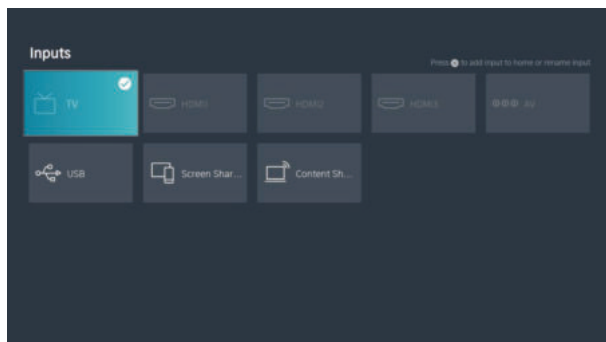 Inputs
Press to add input to home or rename input
TV
HDMI1
HDMI2
HDMI3
AV
USB
Screen Shar...
Content Sh...